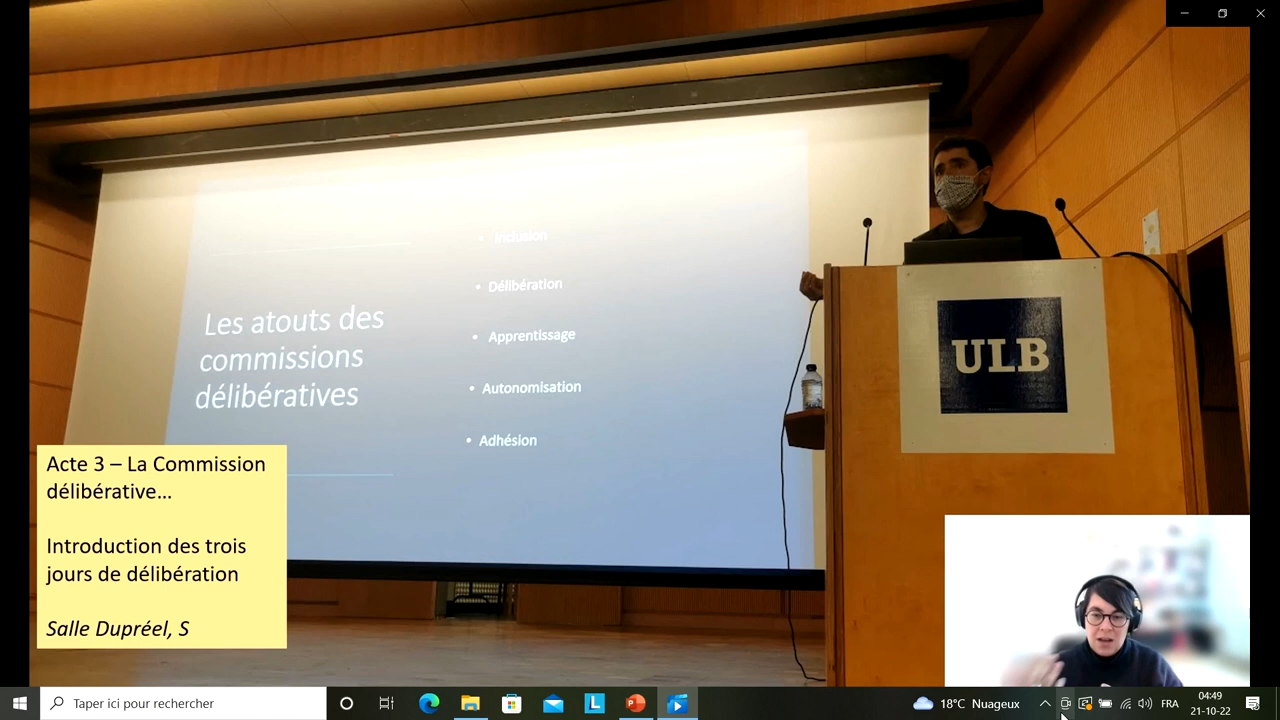 Inclusion
Délibération
Les atouts des
commissions
délibératives
Apprentissage
Autonomisation
Adhésion
ULB
Acte 3 – La Commission
délibérative…
Introduction des trois
jours de délibération
Salle Dupréel, S
Taper ici pour rechercher
18°C Nuageux
FRA
04:49
21-10-22